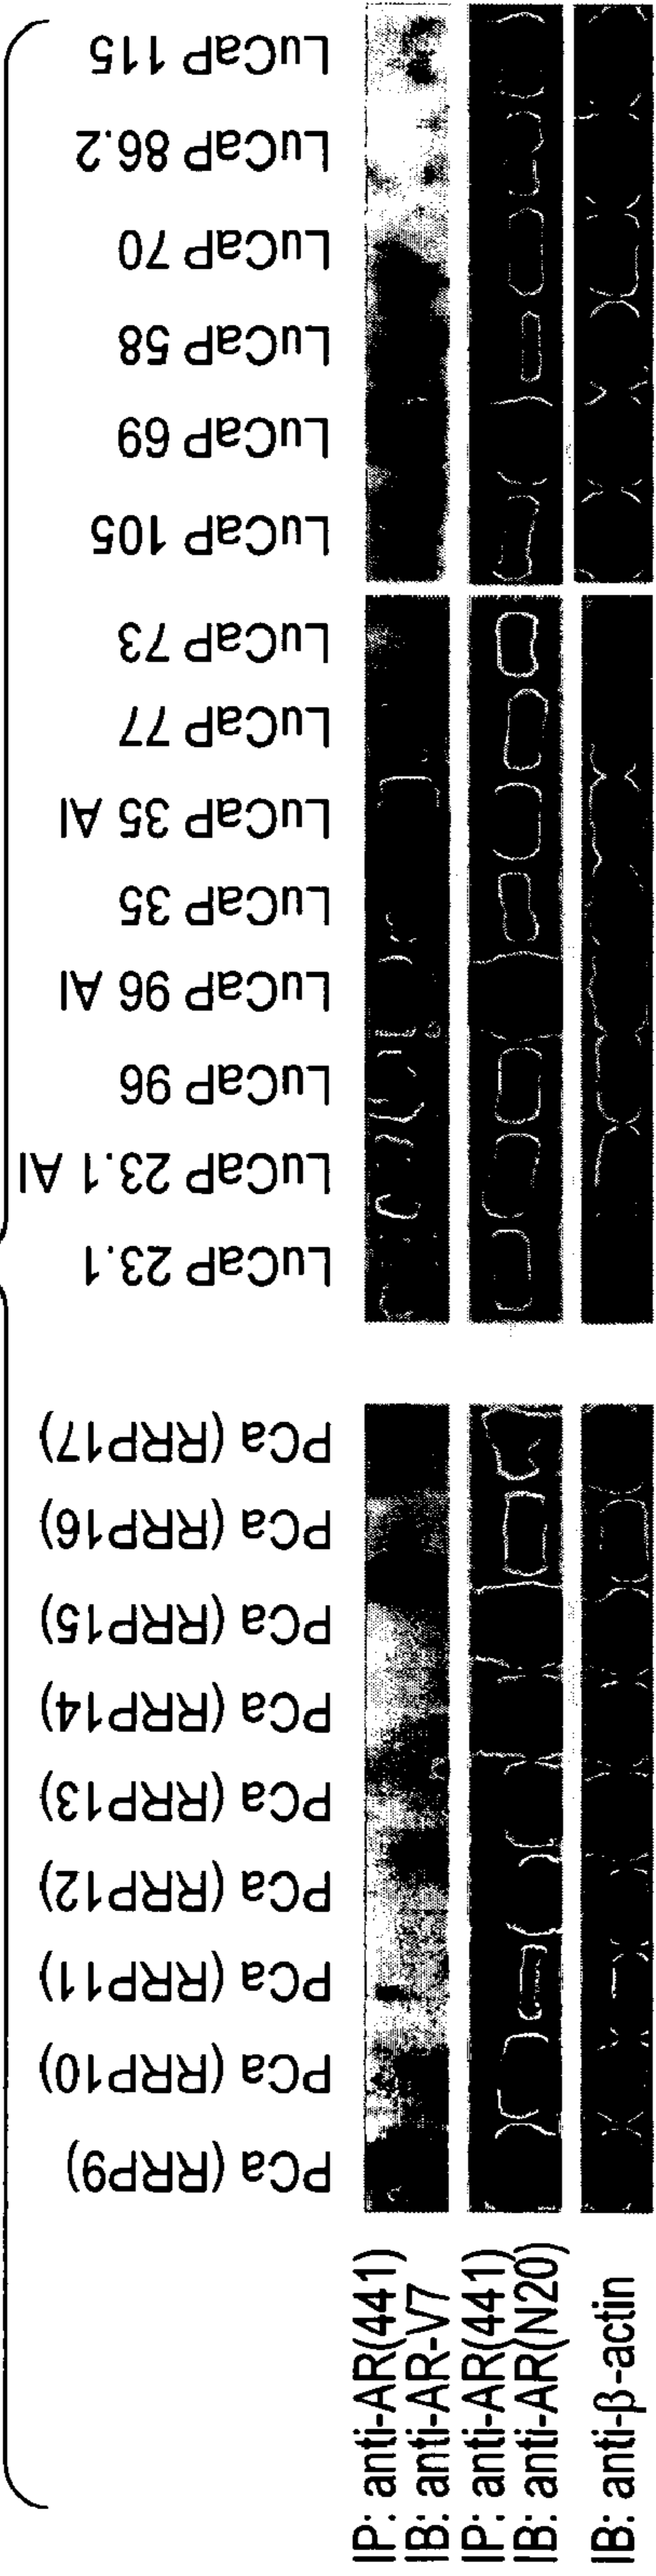 PCa (RRP9)
PCa (RRP10)
PCa (RRP11)
PCa (RRP12)
PCa (RRP13)
PCa (RRP14)
PCa (RRP15)
PCa (RRP16)
PCa (RRP17)
LuCaP 23.1
LuCaP 23.1 AI
LuCaP 96
LuCaP 96 AI
LuCaP 35
LuCaP 35 AI
LuCaP 77
LuCaP 73
LuCaP 105
LuCaP 69
LuCaP 58
LuCaP 70
LuCaP 86.2
LuCaP 115
IP: anti-AR(441)
IB: anti-AR-V7
IP: anti-AR(441)
IB: anti-AR(N20)
IB: anti-β-actin